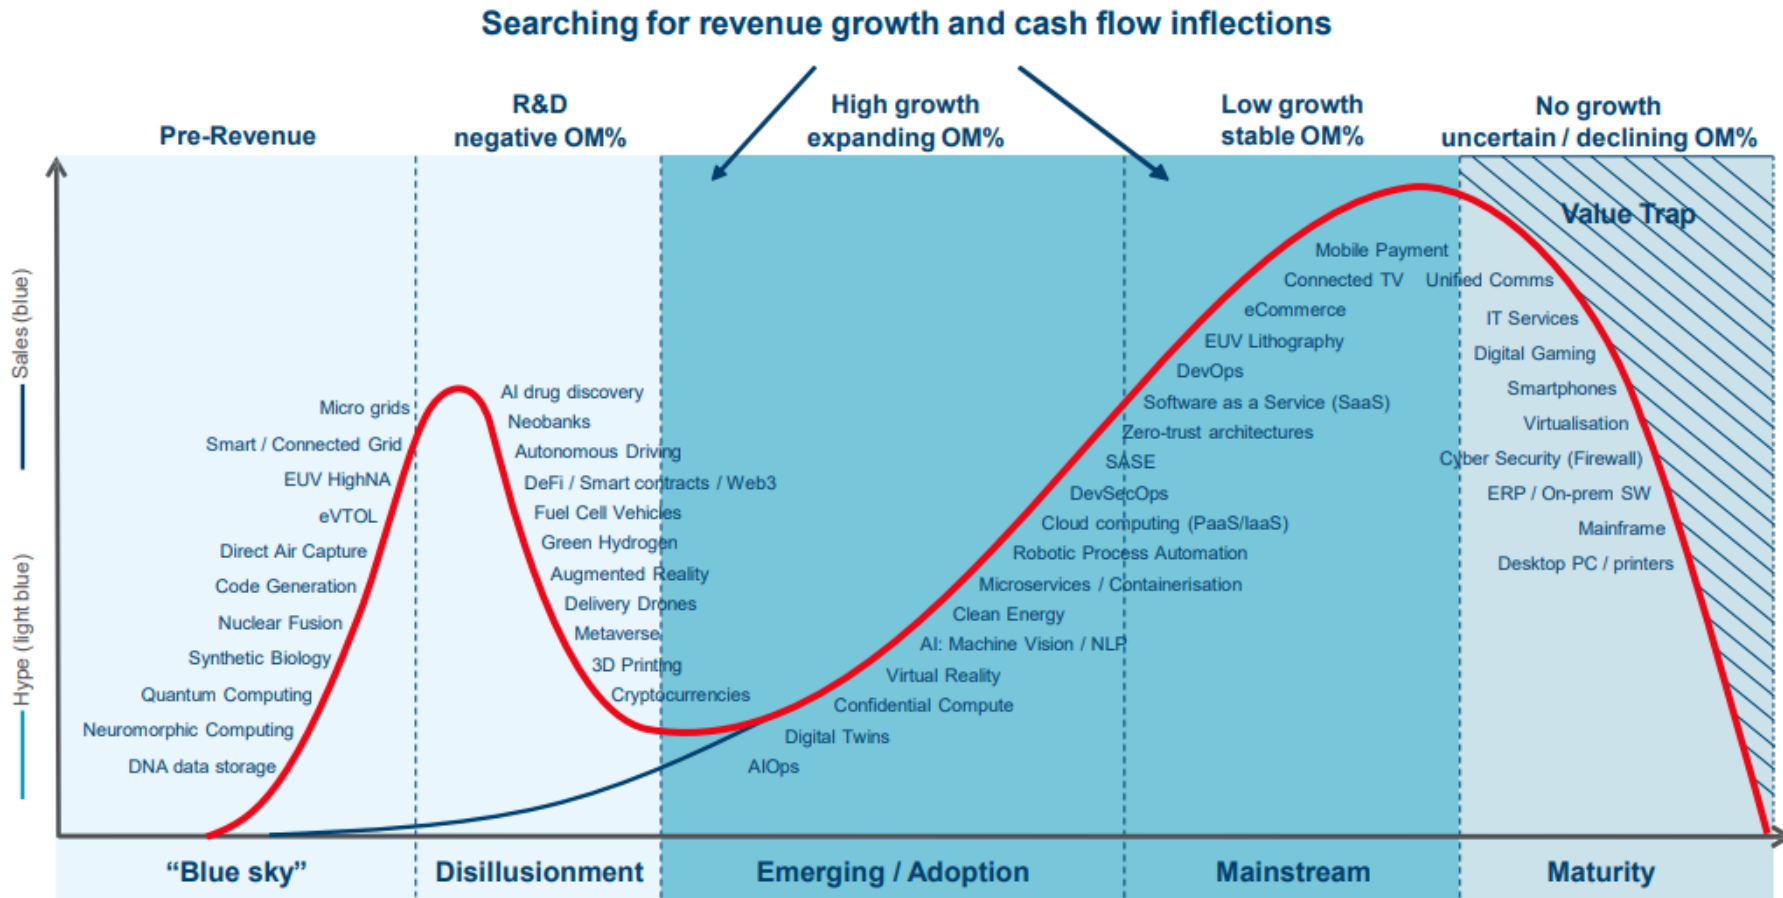 Searching for revenue growth and cash flow inflections
Pre-Revenue
R&D
negative OM%
High growth
expanding OM%
Low growth
stable OM%
No growth
uncertain / declining OM%
Value Trap
Sales (blue)
Hype (light blue)
Micro grids
Smart / Connected Grid
EUV HighNA
eVTOL
Direct Air Capture
Code Generation
Nuclear Fusion
Synthetic Biology
Quantum Computing
Neuromorphic Computing
DNA data storage
AI drug discovery
Neobanks
Autonomous Driving
DeFi / Smart contracts / Web3
Fuel Cell Vehicles
Green Hydrogen
Augmented Reality
Delivery Drones
Metaverse
3D Printing
Cryptocurrencies
Mobile Payment
Connected TV
eCommerce
EUV Lithography
DevOps
Software as a Service (SaaS)
Zero-trust architectures
SASE
DevSecOps
Cloud computing (PaaS/IaaS)
Robotic Process Automation
Microservices / Containerisation
Clean Energy
AI: Machine Vision / NLP
Virtual Reality
Confidential Compute
Digital Twins
AIOps
Unified Comms
IT Services
Digital Gaming
Smartphones
Virtualisation
Cyber Security (Firewall)
ERP / On-prem SW
Mainframe
Desktop PC / printers
“Blue sky”
Disillusionment
Emerging / Adoption
Mainstream
Maturity